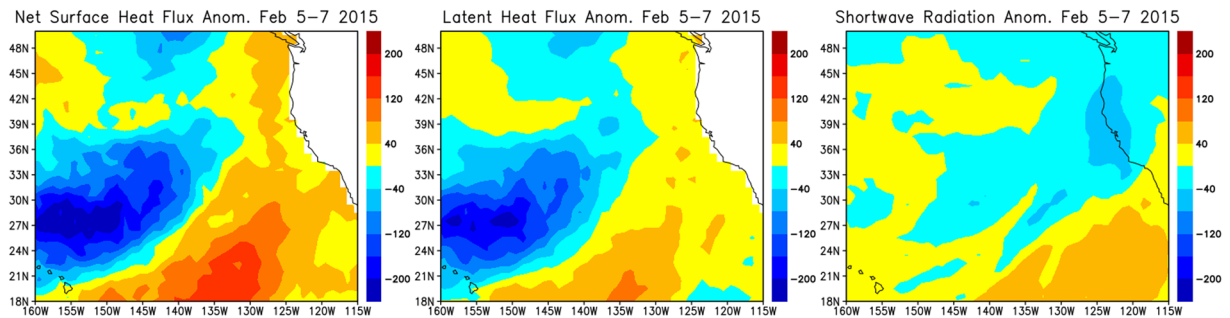 Net Surface Heat Flux Anom. Feb 5-7 2015
48N
45N
42N
39N
36N
33N
30N
27N
24N
21N
18N
160W 155W 150W 145W 140W 135W 130W 125W 120W 115W
200
120
40
-40
-120
-200
Latent Heat Flux Anom. Feb 5-7 2015
48N
45N
42N
39N
36N
33N
30N
27N
24N
21N
18N
160W 155W 150W 145W 140W 135W 130W 125W 120W 115W
200
120
40
-40
-120
-200
Shortwave Radiation Anom. Feb 5-7 2015
48N
45N
42N
39N
36N
33N
30N
27N
24N
21N
18N
160W 155W 150W 145W 140W 135W 130W 125W 120W 115W
200
120
40
-40
-120
-200